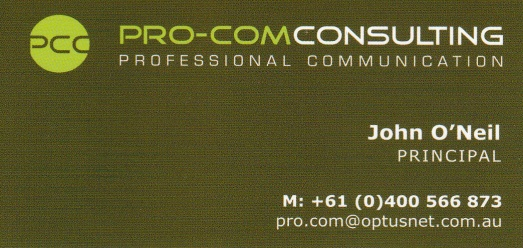 PCC
PRO-COMCONSULTING
PROFESSIONAL COMMUNICATION
John O'Neil
PRINCIPAL
M: +61 (0)400 566 873
pro.com@optusnet.com.au